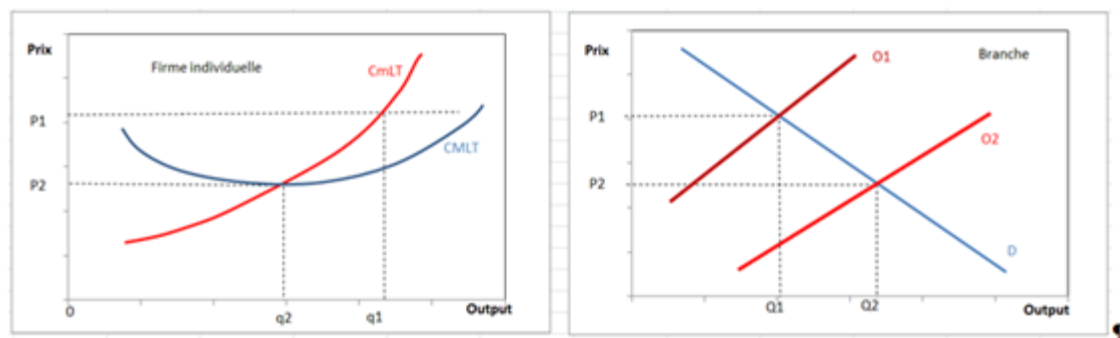 Prix
Firme individuelle
CmLT
P1
CMLT
P2
0
q2
q1
Output
Prix
O1
Branche
P1
O2
P2
D
Q1
Q2
Output